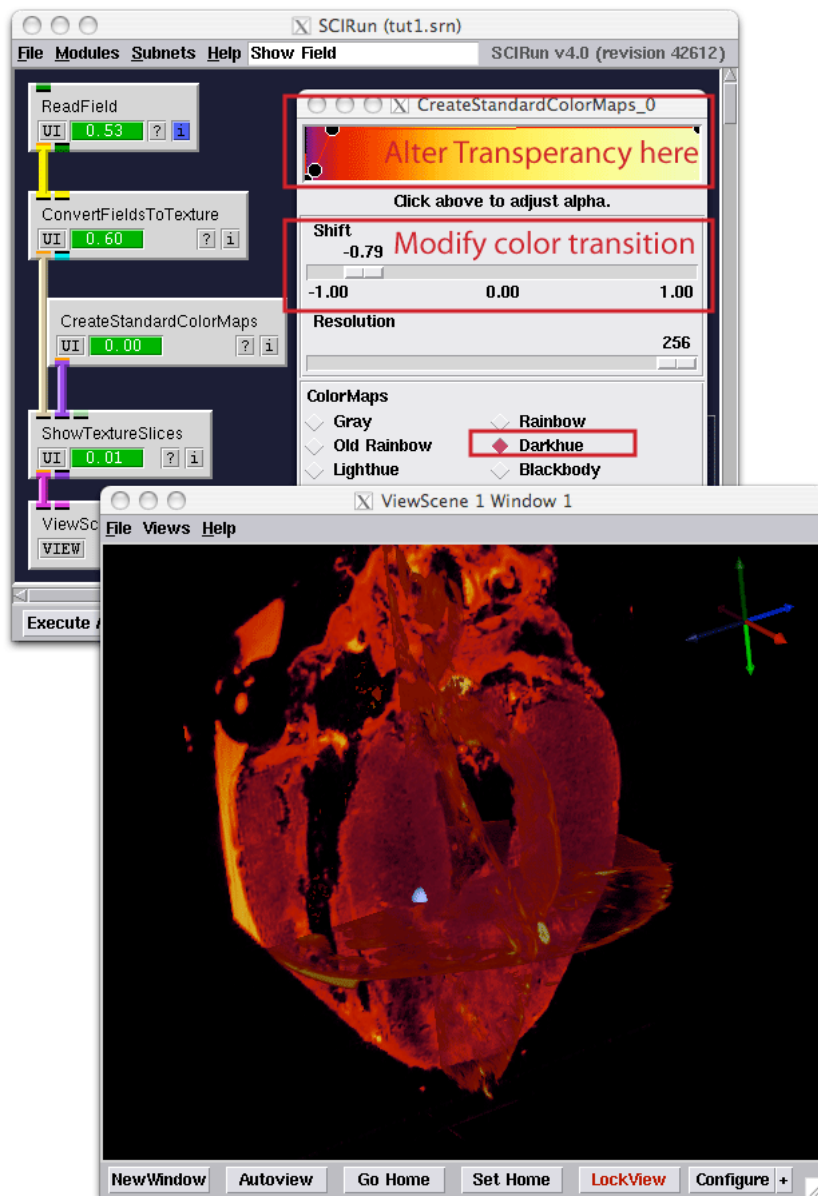 SCIRun (tut1.srn)
File Modules Subnets Help Show Field SCIRun v4.0 (revision 42612)
ReadField
UI 0.53 ? i
ConvertFieldsToTexture
UI 0.60 ? i
CreateStandardColorMaps
UI 0.00 ? i
ShowTextureSlices
UI 0.01 ? i
ViewSc
VIEW
Execute
CreateStandardColorMaps_0
Alter Transperancy here
Click above to adjust alpha.
Shift
-0.79 Modify color transition
-1.00 0.00 1.00
Resolution
256
ColorMaps
Gray Rainbow
Old Rainbow Darkhue
Lighthue Blackbody
ViewScene 1 Window 1
File Views Help
NewWindow Autoview Go Home Set Home LockView Configure +